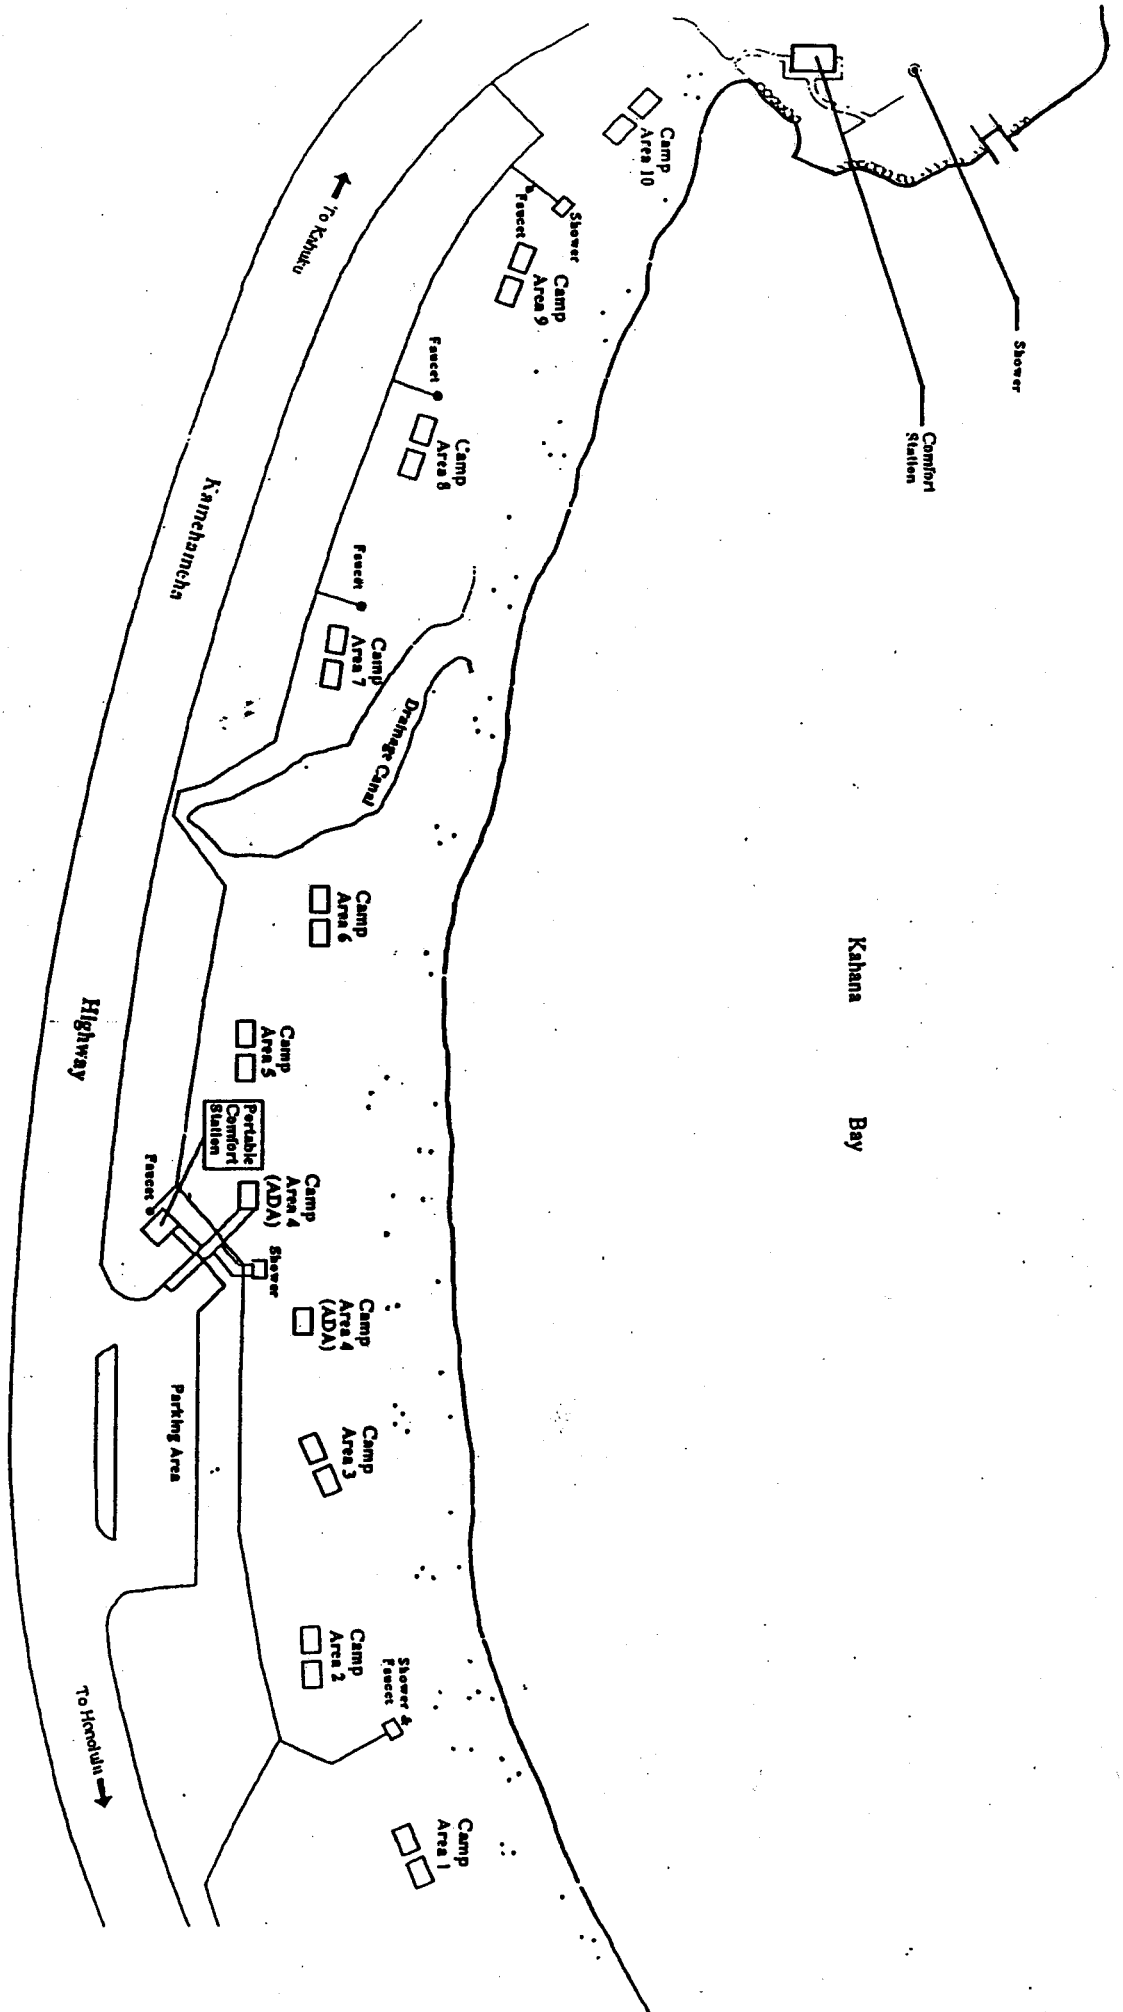 Shower
Comfort
Station
Camp
Area 10
Shower
Faucet
Camp
Area 9
To Kahuku
Faucet
Camp
Area 8
Kamehameha
Faucet
Camp
Area 7
Drainage Canal
Camp
Area 6
Kahana
Bay
Highway
Camp
Area 5
Portable
Comfort
Station
Faucet
Camp
Area 4
(ADA)
Shower
Camp
Area 4
(ADA)
Parking Area
Camp
Area 3
Camp
Area 2
Shower &
Faucet
To Honolulu
Camp
Area 1